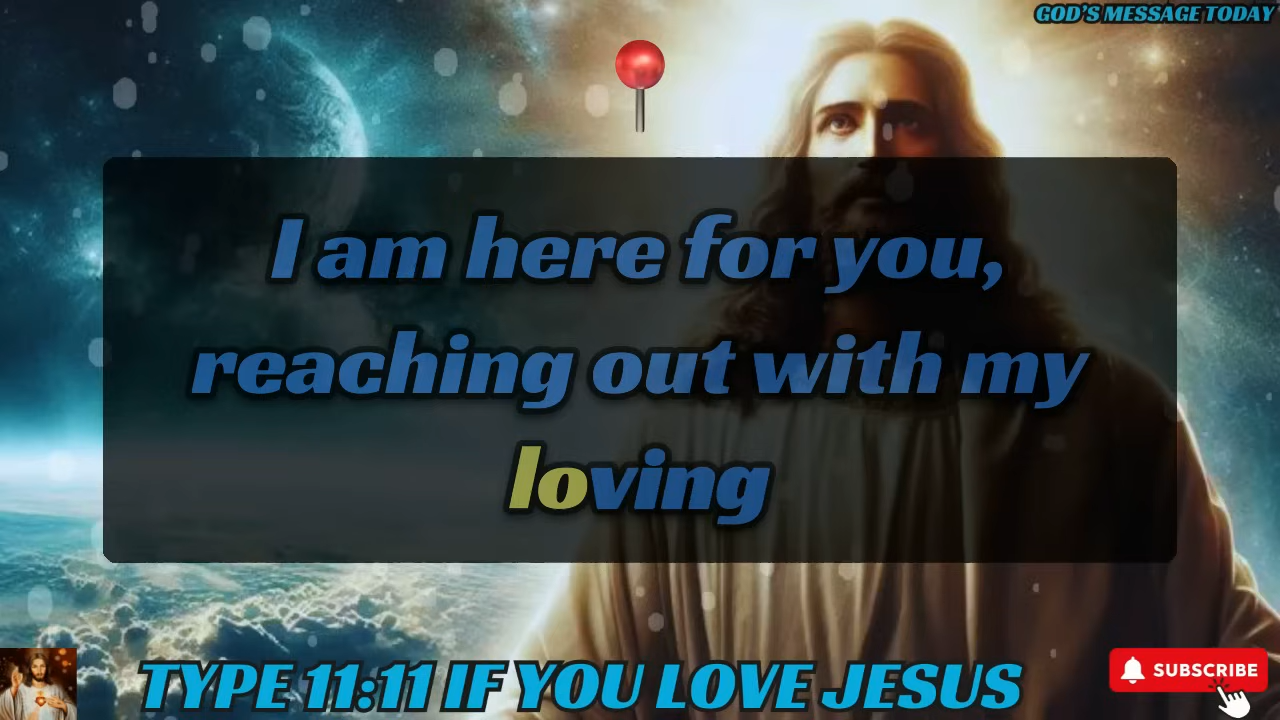 GOD'S MESSAGE TODAY
I am here for you,
reaching out with my
loving
TYPE 11:11 IF YOU LOVE JESUS
SUBSCRIBE